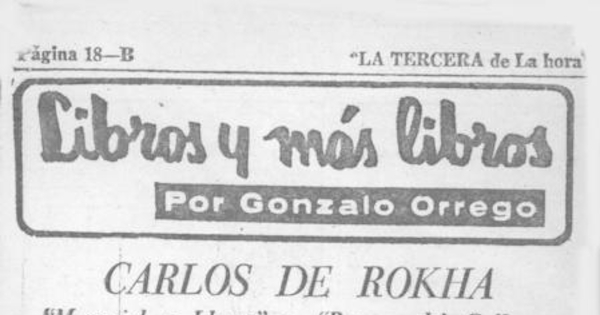 Página 18—B "LA TERCERA de La hora
Libros y más libros
Por Gonzalo Orrego
CARLOS DE ROKHA